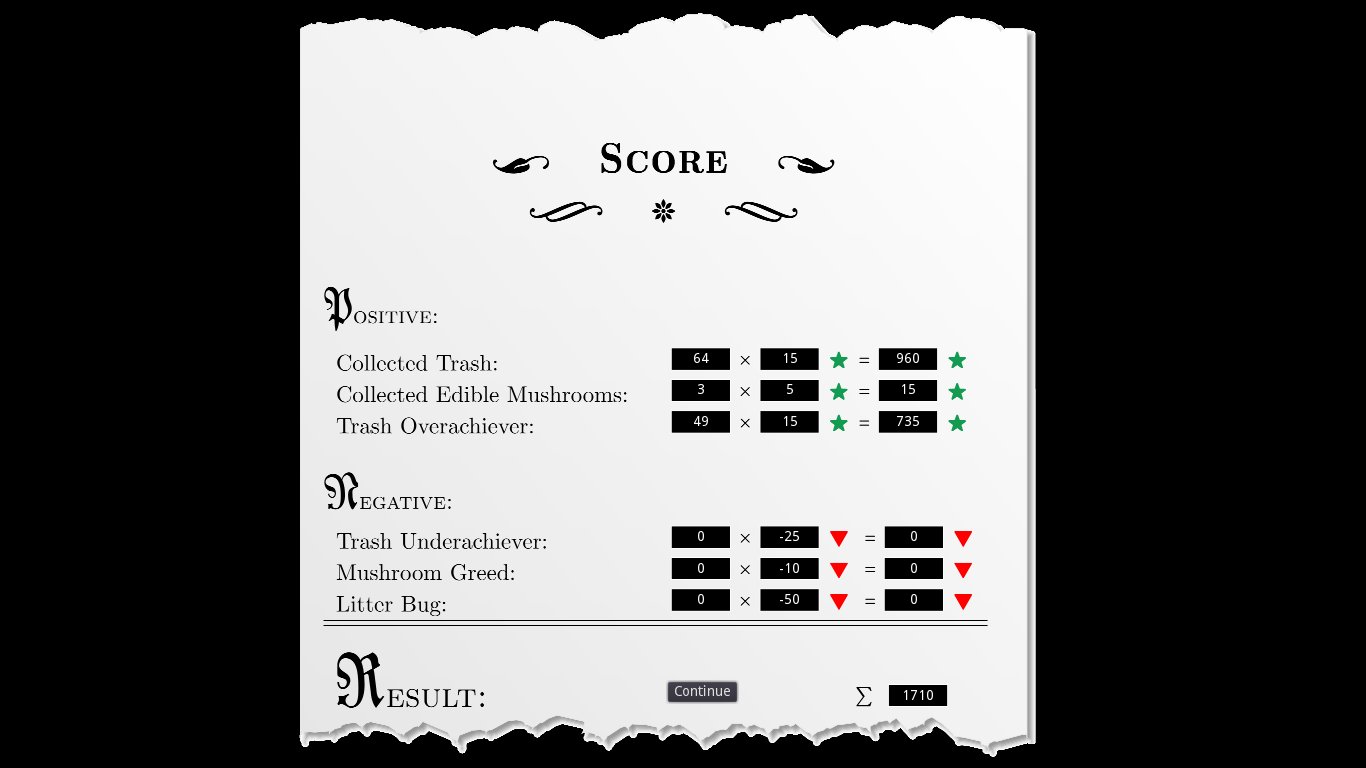 SCORE
POSITIVE:
Collected Trash: 64 × 15 = 960
Collected Edible Mushrooms: 3 × 5 = 15
Trash Overachiever: 49 × 15 = 735
NEGATIVE:
Trash Underachiever: 0 × -25 = 0
Mushroom Greed: 0 × -10 = 0
Litter Bug: 0 × -50 = 0
RESULT: Continue Σ 1710